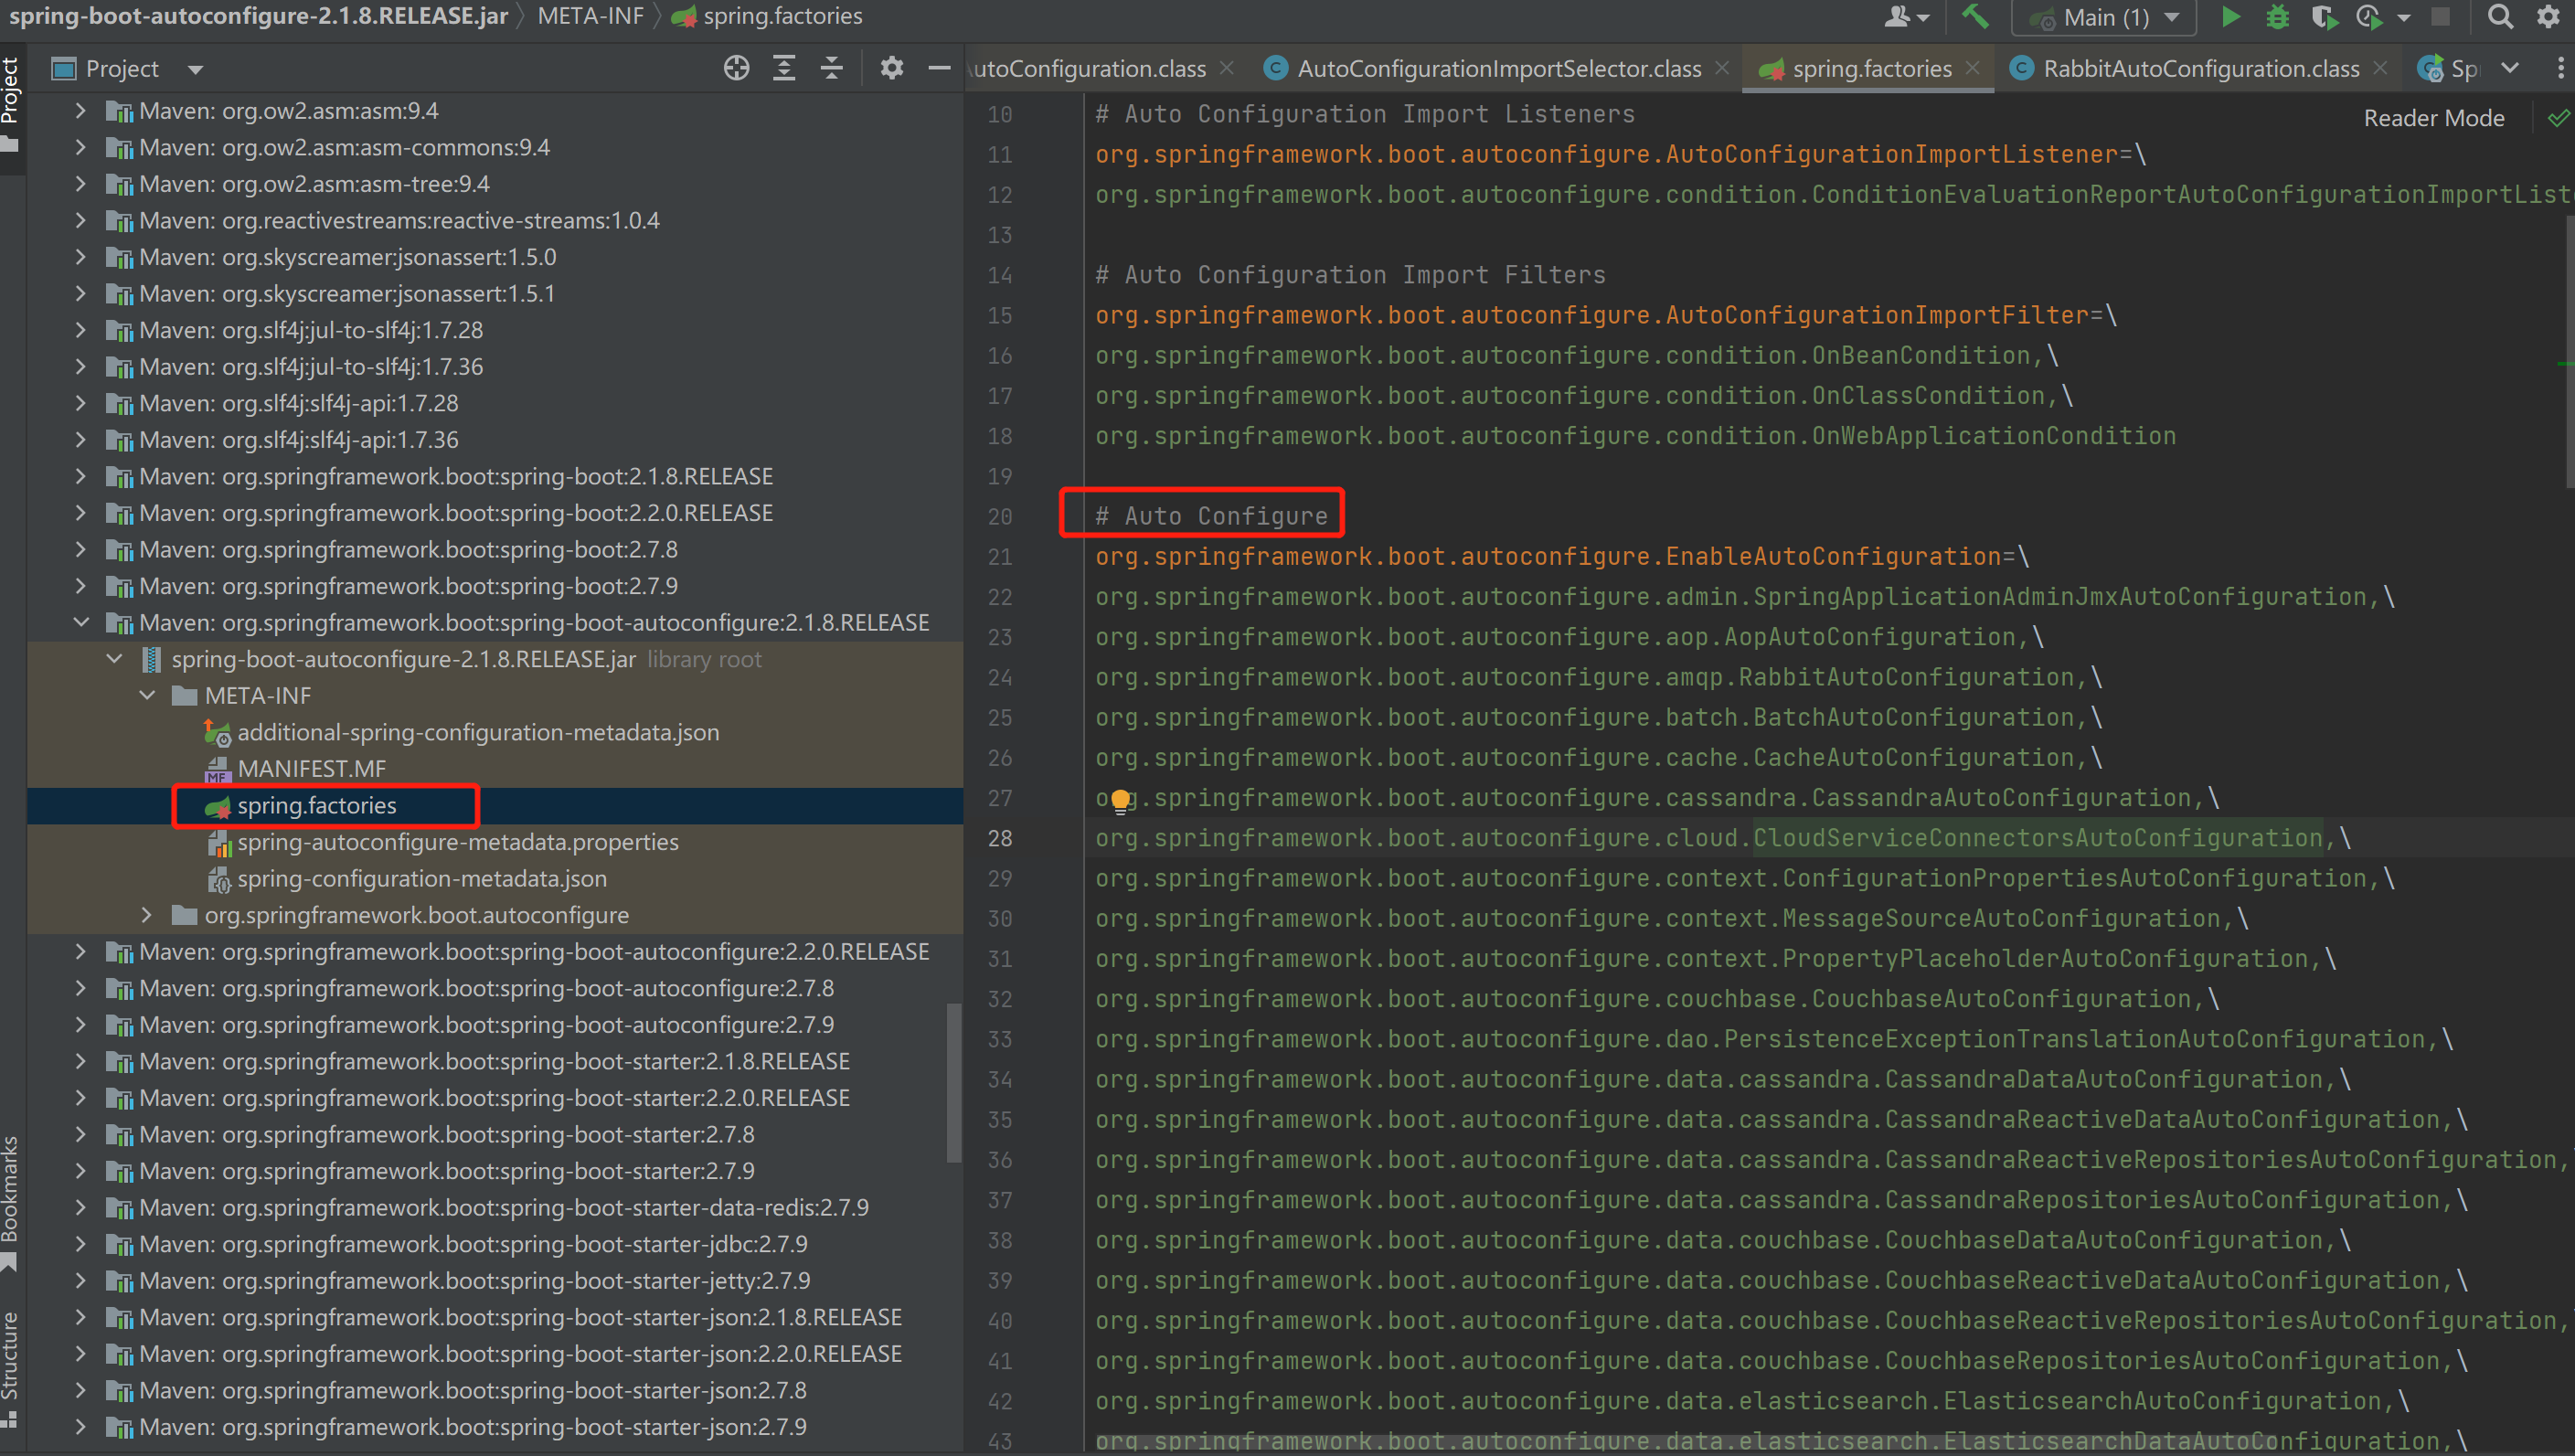 spring-boot-autoconfigure-2.1.8.RELEASE.jar META-INF spring.factories
Main (1)
Project
Project
Bookmarks
Structure
Maven: org.ow2.asm:asm:9.4
Maven: org.ow2.asm:asm-commons:9.4
Maven: org.ow2.asm:asm-tree:9.4
Maven: org.reactivestreams:reactive-streams:1.0.4
Maven: org.skyscreamer:jsonassert:1.5.0
Maven: org.skyscreamer:jsonassert:1.5.1
Maven: org.slf4j:jul-to-slf4j:1.7.28
Maven: org.slf4j:jul-to-slf4j:1.7.36
Maven: org.slf4j:slf4j-api:1.7.28
Maven: org.slf4j:slf4j-api:1.7.36
Maven: org.springframework.boot:spring-boot:2.1.8.RELEASE
Maven: org.springframework.boot:spring-boot:2.2.0.RELEASE
Maven: org.springframework.boot:spring-boot:2.7.8
Maven: org.springframework.boot:spring-boot:2.7.9
Maven: org.springframework.boot:spring-boot-autoconfigure:2.1.8.RELEASE
spring-boot-autoconfigure-2.1.8.RELEASE.jar library root
META-INF
additional-spring-configuration-metadata.json
MANIFEST.MF
spring.factories
spring-autoconfigure-metadata.properties
spring-configuration-metadata.json
org.springframework.boot.autoconfigure
Maven: org.springframework.boot:spring-boot-autoconfigure:2.2.0.RELEASE
Maven: org.springframework.boot:spring-boot-autoconfigure:2.7.8
Maven: org.springframework.boot:spring-boot-autoconfigure:2.7.9
Maven: org.springframework.boot:spring-boot-starter:2.1.8.RELEASE
Maven: org.springframework.boot:spring-boot-starter:2.2.0.RELEASE
Maven: org.springframework.boot:spring-boot-starter:2.7.8
Maven: org.springframework.boot:spring-boot-starter:2.7.9
Maven: org.springframework.boot:spring-boot-starter-data-redis:2.7.9
Maven: org.springframework.boot:spring-boot-starter-jdbc:2.7.9
Maven: org.springframework.boot:spring-boot-starter-jetty:2.7.9
Maven: org.springframework.boot:spring-boot-starter-json:2.1.8.RELEASE
Maven: org.springframework.boot:spring-boot-starter-json:2.2.0.RELEASE
Maven: org.springframework.boot:spring-boot-starter-json:2.7.8
Maven: org.springframework.boot:spring-boot-starter-json:2.7.9
utoConfiguration.class AutoConfigurationImportSelector.class spring.factories RabbitAutoConfiguration.class Sp
Reader Mode
10 # Auto Configuration Import Listeners
11 org.springframework.boot.autoconfigure.AutoConfigurationImportListener=\
12 org.springframework.boot.autoconfigure.condition.ConditionEvaluationReportAutoConfigurationImportList
13
14 # Auto Configuration Import Filters
15 org.springframework.boot.autoconfigure.AutoConfigurationImportFilter=\
16 org.springframework.boot.autoconfigure.condition.OnBeanCondition,\
17 org.springframework.boot.autoconfigure.condition.OnClassCondition,\
18 org.springframework.boot.autoconfigure.condition.OnWebApplicationCondition
19
20 # Auto Configure
21 org.springframework.boot.autoconfigure.EnableAutoConfiguration=\
22 org.springframework.boot.autoconfigure.admin.SpringApplicationAdminJmxAutoConfiguration,\
23 org.springframework.boot.autoconfigure.aop.AopAutoConfiguration,\
24 org.springframework.boot.autoconfigure.amqp.RabbitAutoConfiguration,\
25 org.springframework.boot.autoconfigure.batch.BatchAutoConfiguration,\
26 org.springframework.boot.autoconfigure.cache.CacheAutoConfiguration,\
27 org.springframework.boot.autoconfigure.cassandra.CassandraAutoConfiguration,\
28 org.springframework.boot.autoconfigure.cloud.CloudServiceConnectorsAutoConfiguration,\
29 org.springframework.boot.autoconfigure.context.ConfigurationPropertiesAutoConfiguration,\
30 org.springframework.boot.autoconfigure.context.MessageSourceAutoConfiguration,\
31 org.springframework.boot.autoconfigure.context.PropertyPlaceholderAutoConfiguration,\
32 org.springframework.boot.autoconfigure.couchbase.CouchbaseAutoConfiguration,\
33 org.springframework.boot.autoconfigure.dao.PersistenceExceptionTranslationAutoConfiguration,\
34 org.springframework.boot.autoconfigure.data.cassandra.CassandraDataAutoConfiguration,\
35 org.springframework.boot.autoconfigure.data.cassandra.CassandraReactiveDataAutoConfiguration,\
36 org.springframework.boot.autoconfigure.data.cassandra.CassandraReactiveRepositoriesAutoConfiguration,
37 org.springframework.boot.autoconfigure.data.cassandra.CassandraRepositoriesAutoConfiguration,\
38 org.springframework.boot.autoconfigure.data.couchbase.CouchbaseDataAutoConfiguration,\
39 org.springframework.boot.autoconfigure.data.couchbase.CouchbaseReactiveDataAutoConfiguration,\
40 org.springframework.boot.autoconfigure.data.couchbase.CouchbaseReactiveRepositoriesAutoConfiguration,
41 org.springframework.boot.autoconfigure.data.couchbase.CouchbaseRepositoriesAutoConfiguration,\
42 org.springframework.boot.autoconfigure.data.elasticsearch.ElasticsearchAutoConfiguration,\
43 org.springframework.boot.autoconfigure.data.elasticsearch.ElasticsearchDataAutoConfiguration,\